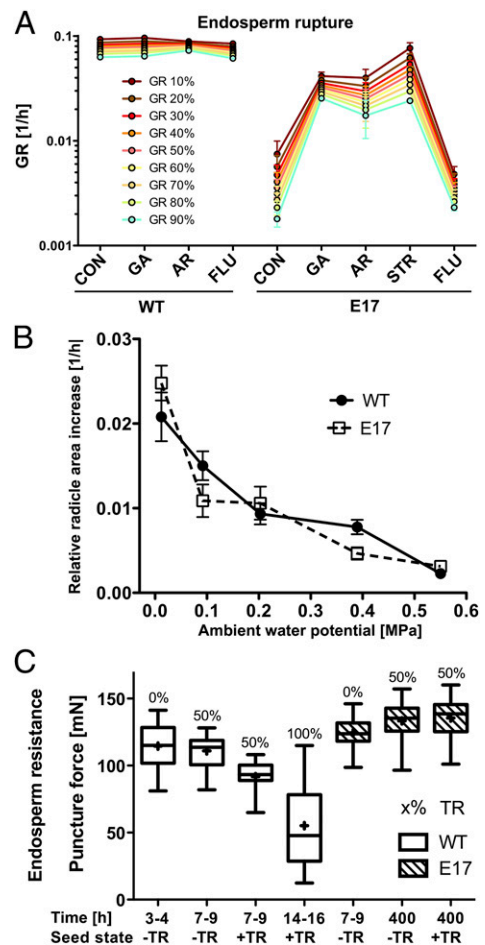 A
Endosperm rupture
GR [1/h]
0.1
0.01
0.001
GR 10%
GR 20%
GR 30%
GR 40%
GR 50%
GR 60%
GR 70%
GR 80%
GR 90%
CON GA AR FLU CON GA AR STR FLU
WT E17
B
Relative radicle area increase [1/h]
0.03
0.02
0.01
0.00
WT
E17
0.0 0.1 0.2 0.3 0.4 0.5 0.6
Ambient water potential [MPa]
C
Endosperm resistance
Puncture force [mN]
150
100
50
0
0% 50% 50% 100% 0% 50% 50%
x% TR
WT
E17
Time [h] 3-4 7-9 7-9 14-16 7-9 400 400
Seed state -TR -TR +TR +TR -TR -TR +TR